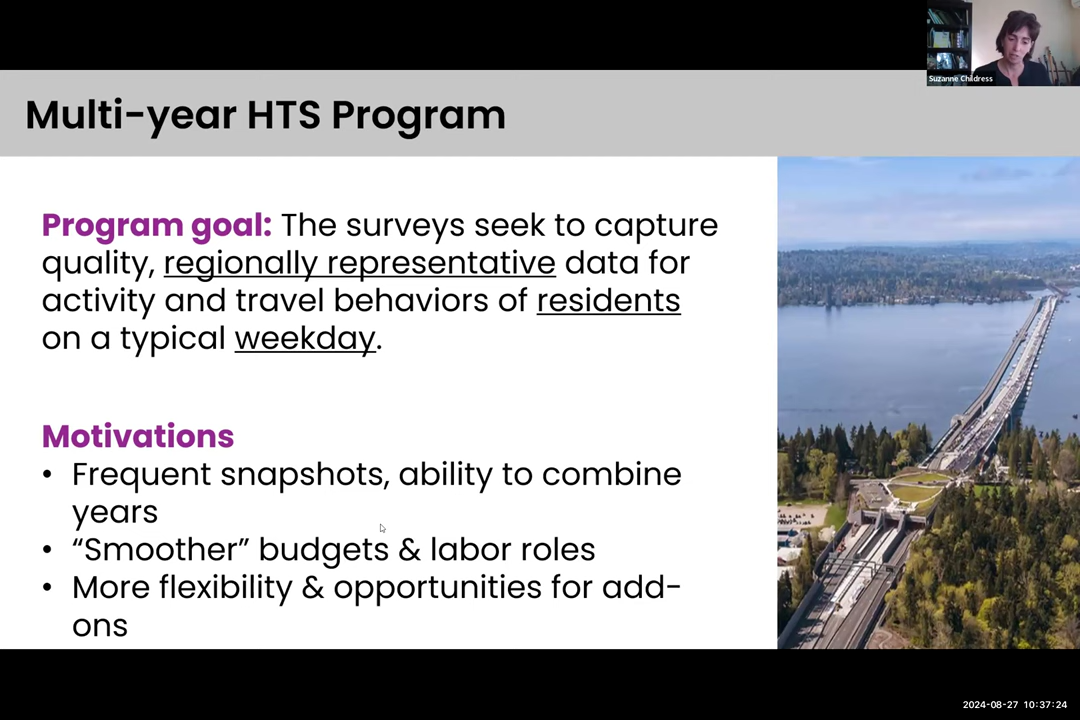 Suzanne Childress
Multi-year HTS Program
Program goal: The surveys seek to capture
quality, regionally representative data for
activity and travel behaviors of residents
on a typical weekday.
Motivations
• Frequent snapshots, ability to combine
years
• “Smoother” budgets & labor roles
• More flexibility & opportunities for add-
ons
2024-08-27 10:37:24